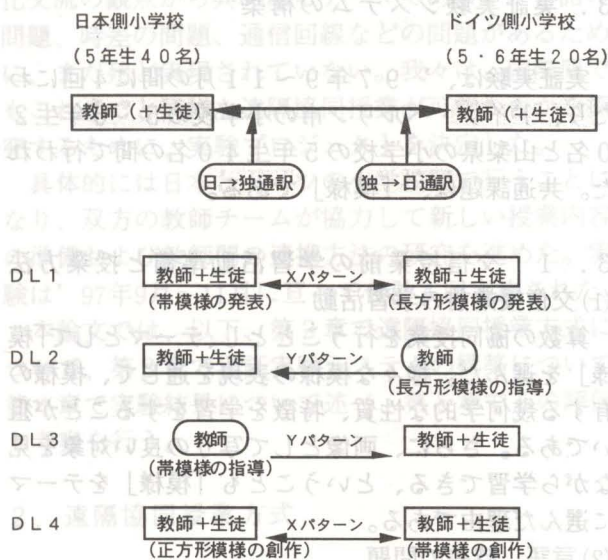 日本側小学校 ドイツ側小学校
(5年生40名) (5・6年生20名)
教師(+生徒) 教師(+生徒)
日→独通訳 独→日通訳
DL1 教師+生徒 Xパターン 教師+生徒
(帯模様の発表) (長方形模様の発表)
DL2 教師+生徒 Yパターン 教師
(長方形模様の指導)
DL3 教師 Yパターン 教師+生徒
(帯模様の指導)
DL4 教師+生徒 Xパターン 教師+生徒
(正方形模様の創作) (帯模様の創作)